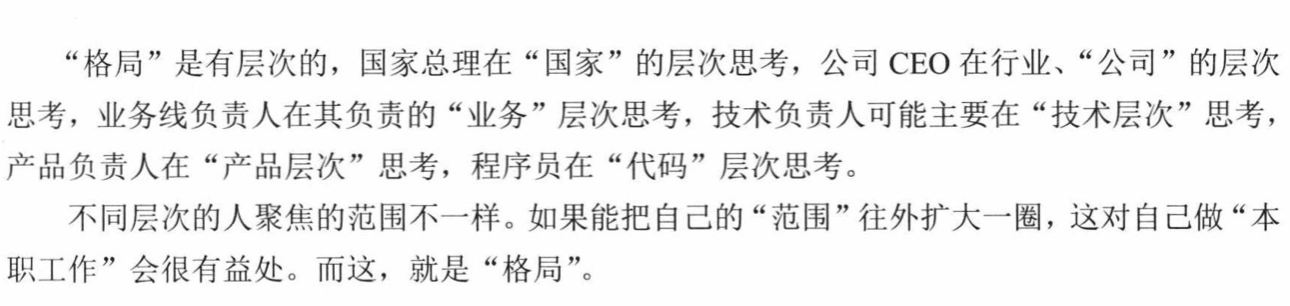 “格局”是有层次的，国家总理在“国家”的层次思考，公司 CEO 在行业、“公司”的层次
思考，业务线负责人在其负责的“业务”层次思考，技术负责人可能主要在“技术层次”思考，
产品负责人在“产品层次”思考，程序员在“代码”层次思考。
不同层次的人聚焦的范围不一样。如果能把自己的“范围”往外扩大一圈，这对自己做“本
职工作”会很有益处。而这，就是“格局”。